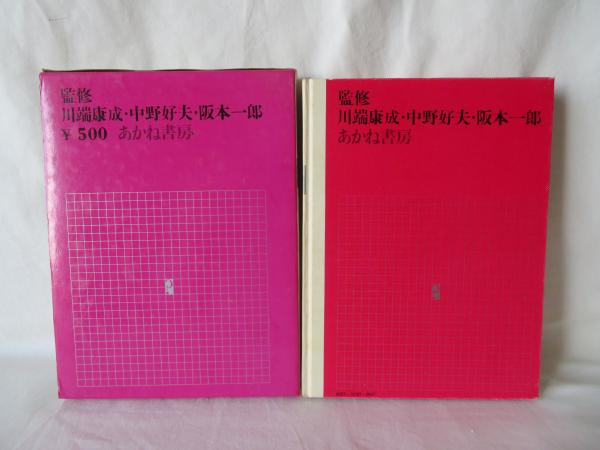 監修
川端康成・中野好夫・阪本一郎
¥500 あかね書房
監修
川端康成・中野好夫・阪本一郎
あかね書房